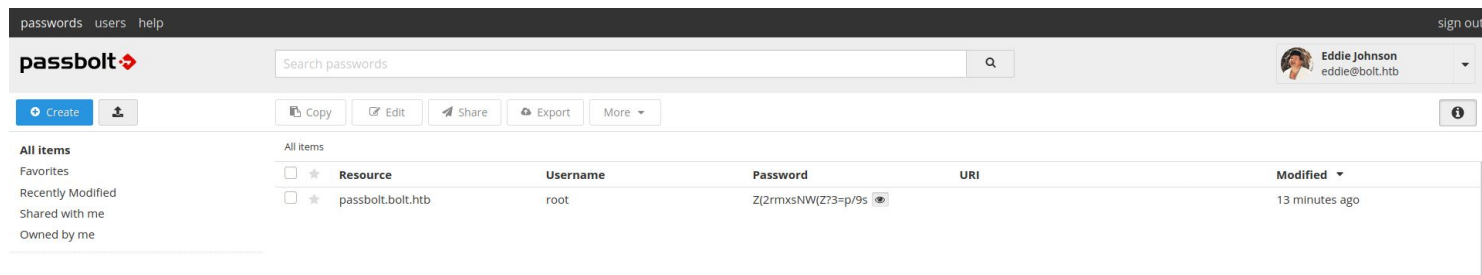 passwords users help sign out
passbolt
Search passwords
Eddie Johnson
eddie@bolt.htb
Create
Copy Edit Share Export More
All items
Favorites
Recently Modified
Shared with me
Owned by me
All items
Resource Username Password URI Modified
passbolt.bolt.htb root Z(2rmxsNW(Z?3=p/9s 13 minutes ago